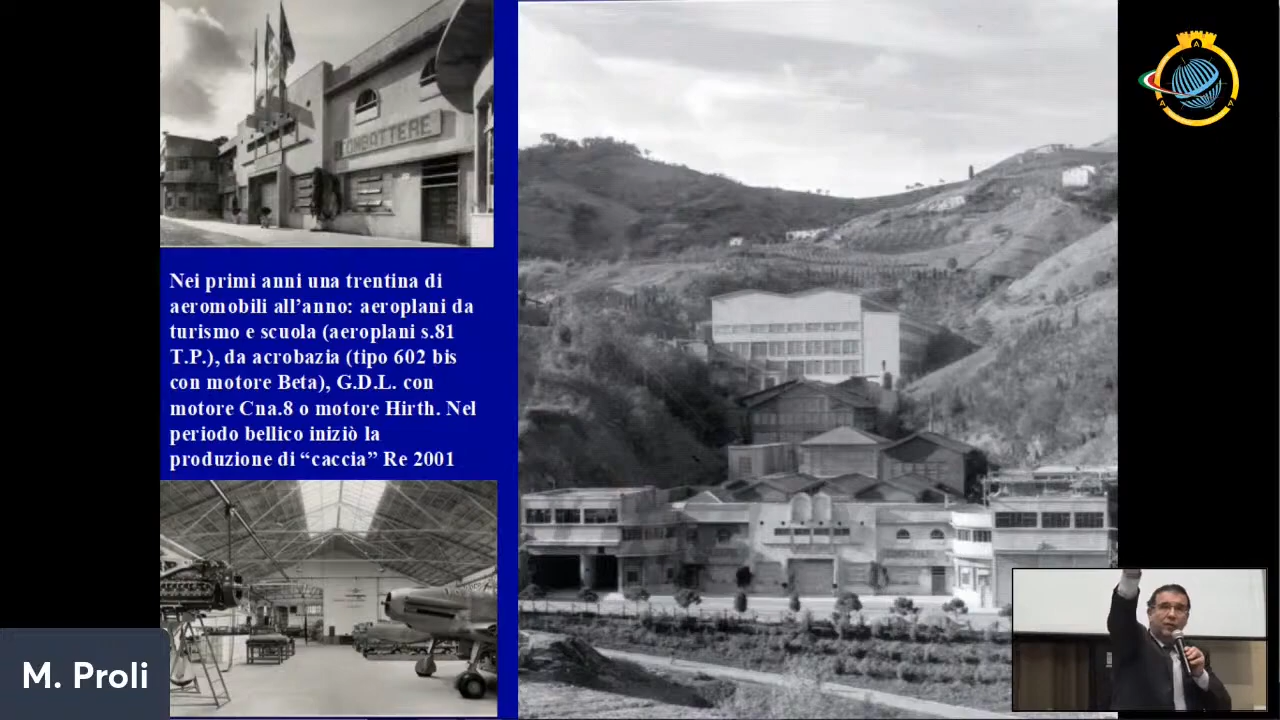 COMBATTERE
Nei primi anni una trentina di
aeromobili all’anno: aeroplani da
turismo e scuola (aeroplani s.81
T.P.), da acrobazia (tipo 602 bis
con motore Beta), G.D.L. con
motore Cna.8 o motore Hirth. Nel
periodo bellico iniziò la
produzione di “caccia” Re 2001
M. Proli